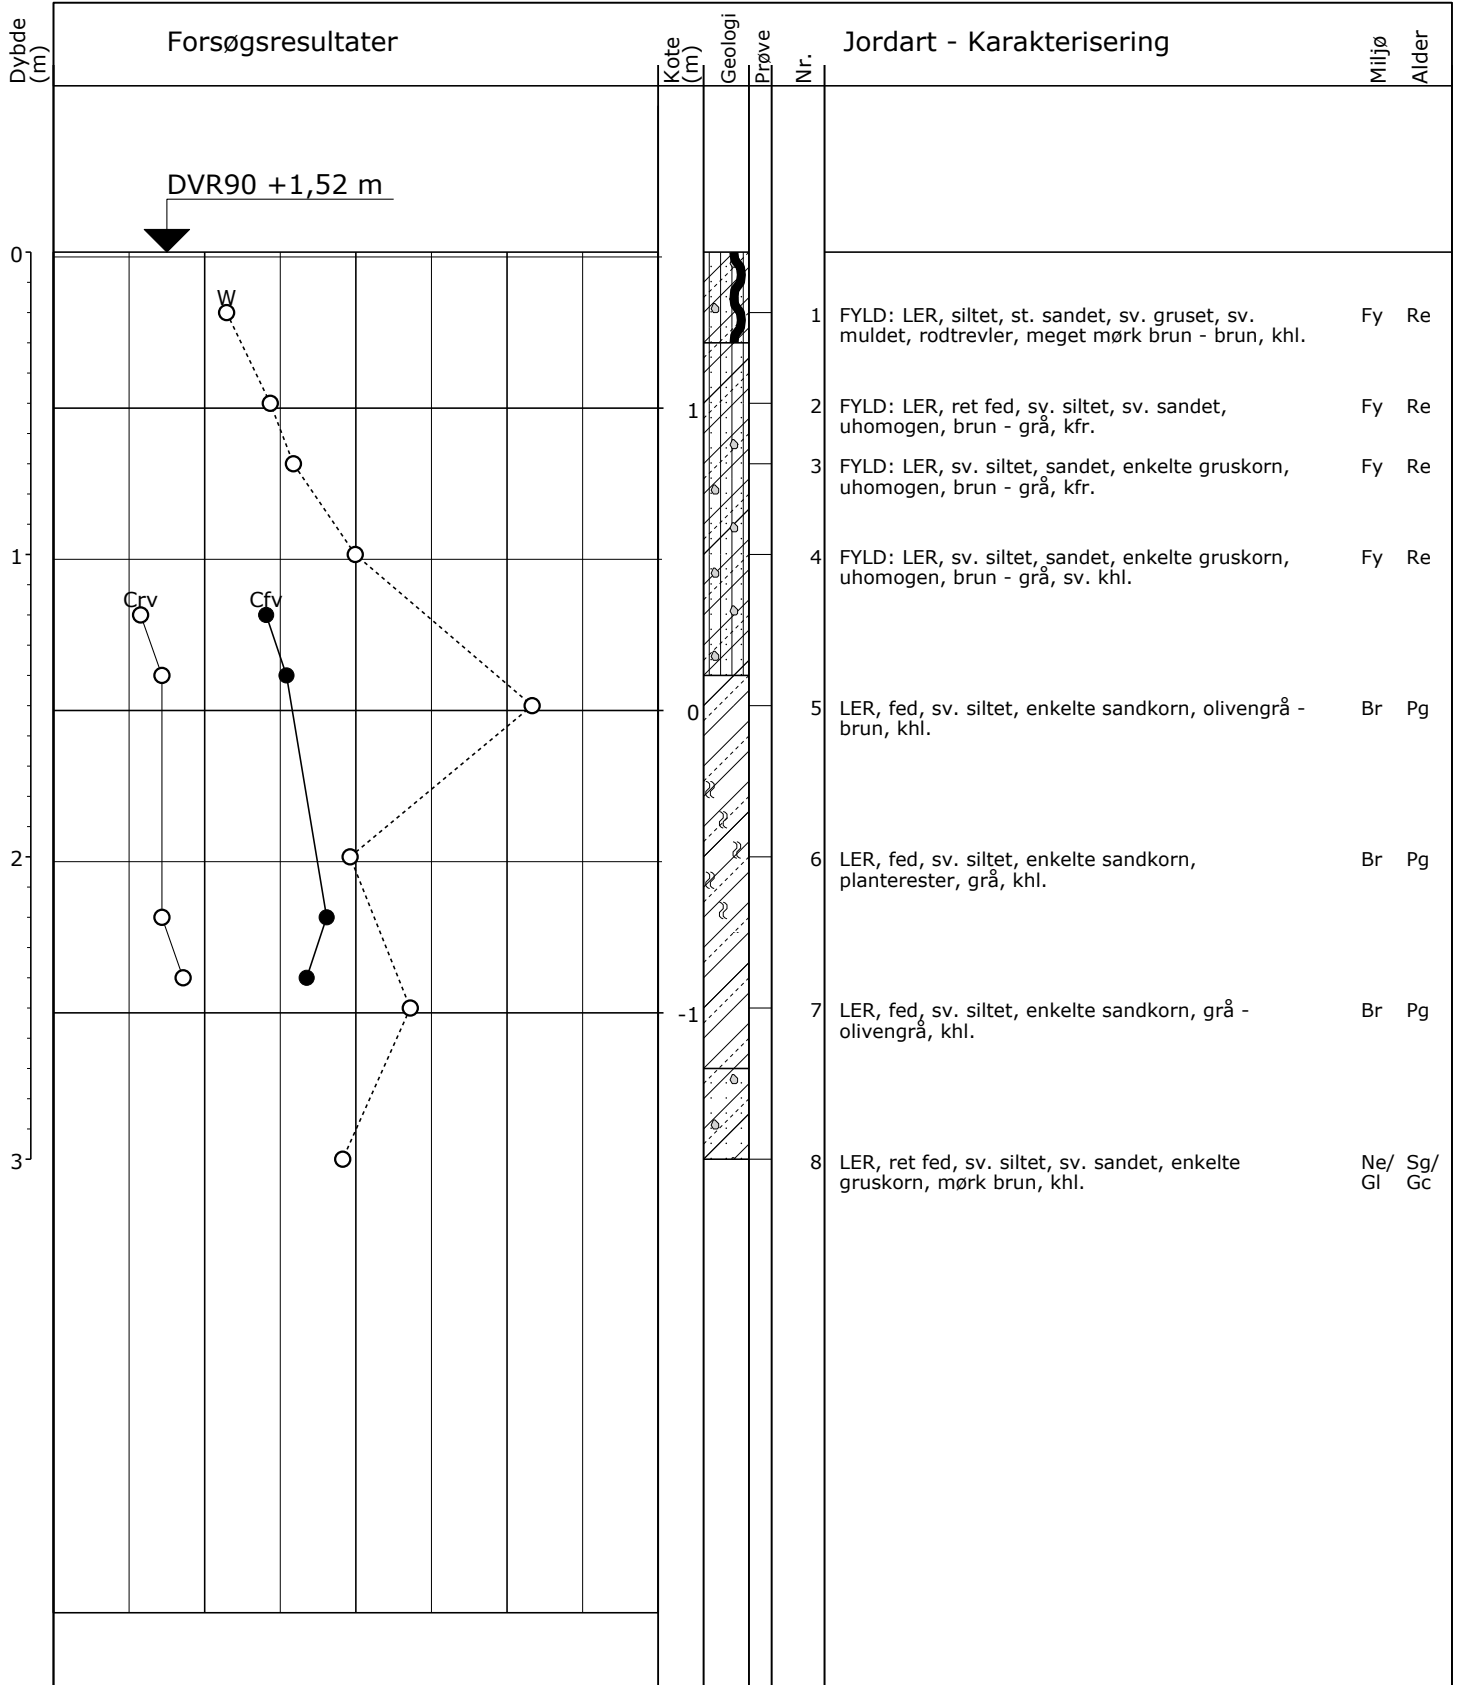 Dybde
(m)
Forsøgsresultater
Kote
(m)
Geologi
Prøve
Nr.
Jordart - Karakterisering
Miljø
Alder
DVR90 +1,52 m
0
W
1 FYLD: LER, siltet, st. sandet, sv. gruset, sv. Fy Re
muldet, rodtrevler, meget mørk brun - brun, khl.
1
2 FYLD: LER, ret fed, sv. siltet, sv. sandet, Fy Re
uhomogen, brun - grå, kfr.
3 FYLD: LER, sv. siltet, sandet, enkelte gruskorn, Fy Re
uhomogen, brun - grå, kfr.
1
4 FYLD: LER, sv. siltet, sandet, enkelte gruskorn, Fy Re
uhomogen, brun - grå, sv. khl.
Crv Cfv
0
5 LER, fed, sv. siltet, enkelte sandkorn, olivengrå - Br Pg
brun, khl.
2
6 LER, fed, sv. siltet, enkelte sandkorn, Br Pg
planterester, grå, khl.
-1
7 LER, fed, sv. siltet, enkelte sandkorn, grå - Br Pg
olivengrå, khl.
3
8 LER, ret fed, sv. siltet, sv. sandet, enkelte Ne/ Sg/
gruskorn, mørk brun, khl. Gl Gc